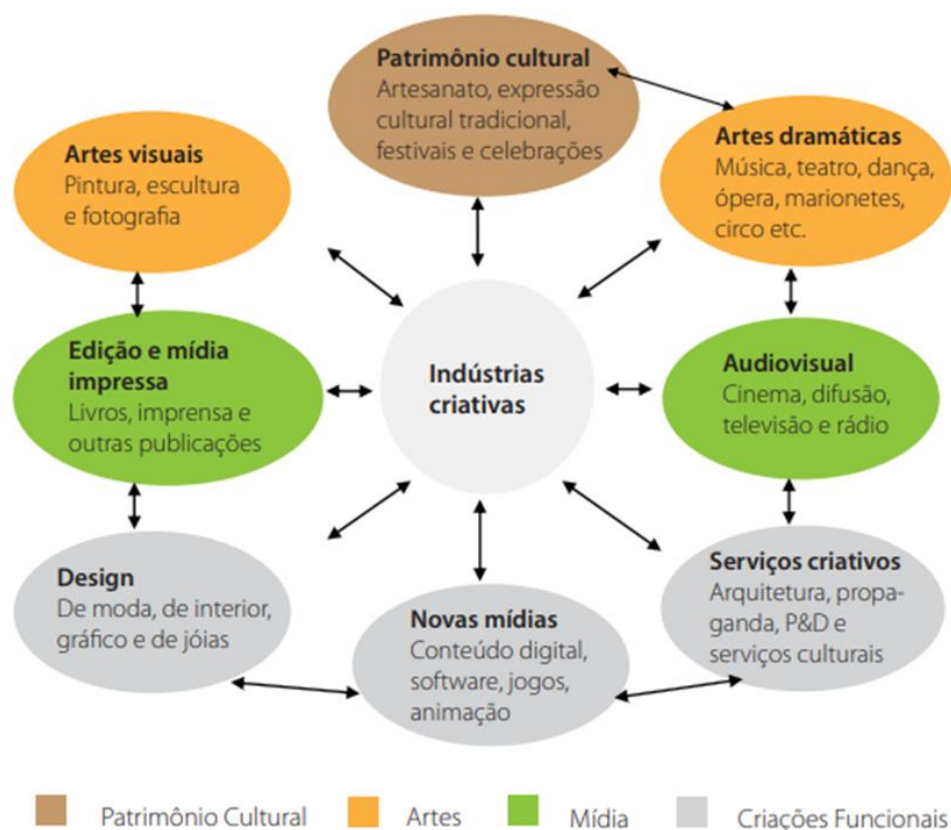 Patrimônio cultural
Artesanato, expressão
cultural tradicional,
festivais e celebrações
Artes visuais
Pintura, escultura
e fotografia
Artes dramáticas
Música, teatro, dança,
ópera, marionetes,
circo etc.
Edição e mídia
impressa
Livros, imprensa e
outras publicações
Indústrias
criativas
Audiovisual
Cinema, difusão,
televisão e rádio
Design
De moda, de interior,
gráfico e de jóias
Novas mídias
Conteúdo digital,
software, jogos,
animação
Serviços criativos
Arquitetura, propa-
ganda, P&D e
serviços culturais
Patrimônio Cultural
Artes
Mídia
Criações Funcionais